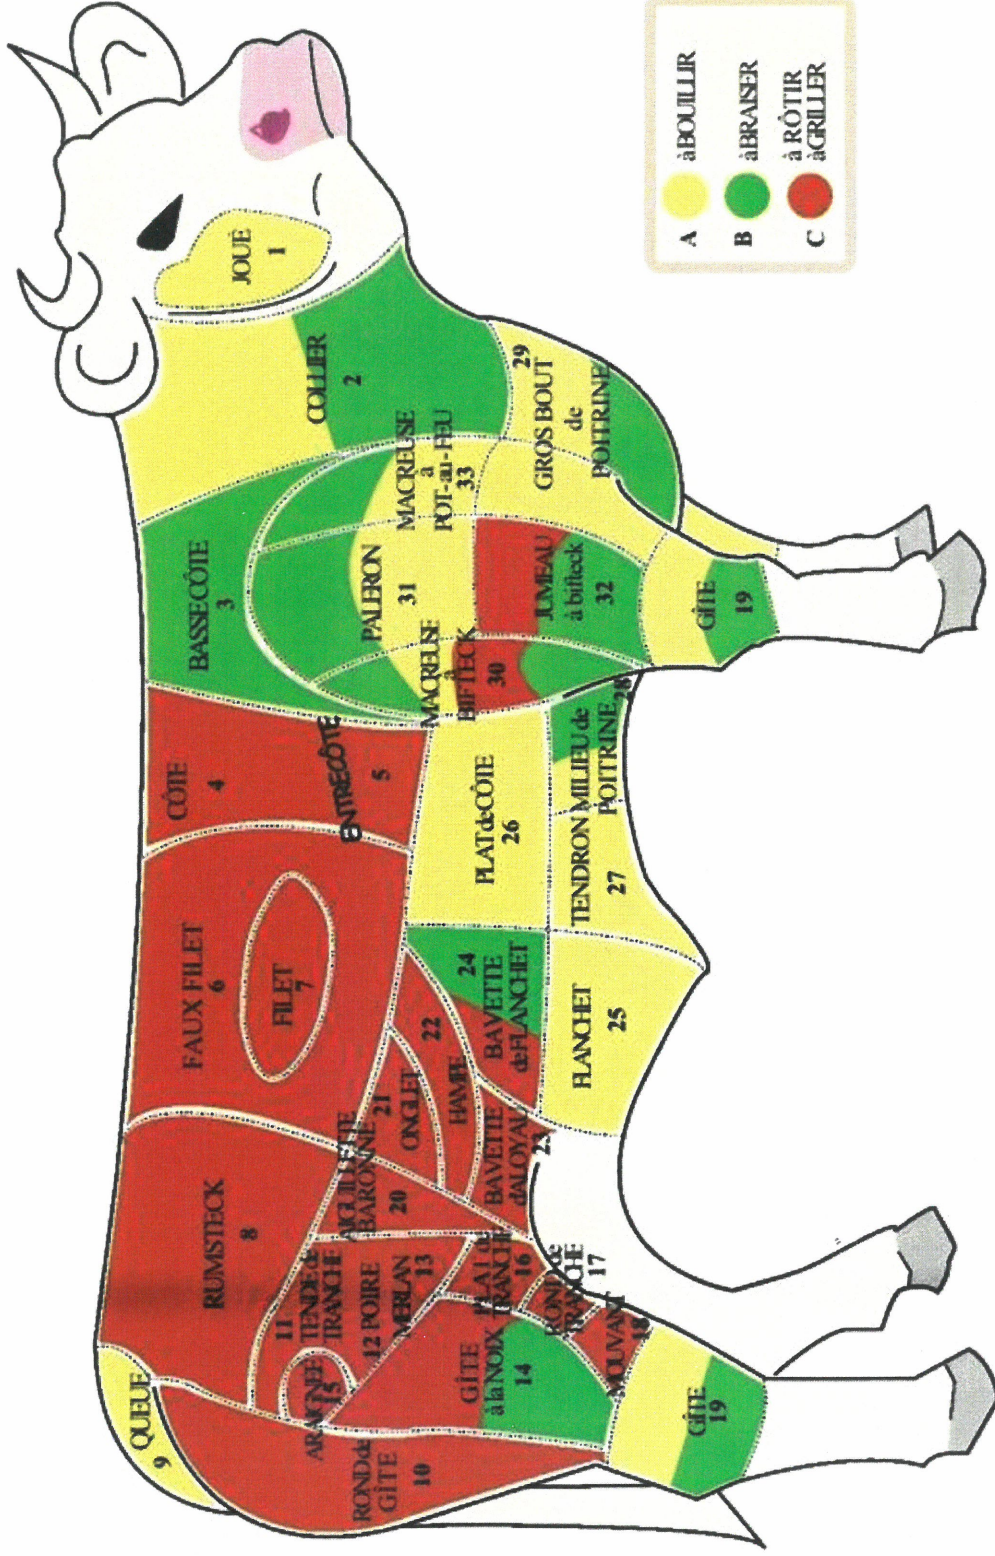 JOUE
1
COLLIER
2
BASSE CÔTE
3
CÔTE
4
ENTRECÔTE
5
FAUX FILET
6
FILET
7
RUMSTECK
8
QUEUE
9
ROND de
GÎTE
10
11
TENDE de
TRANCHE
12 POIRE
MERLAN
13
GÎTE
à la NOIX
14
ARAIGNEE
15
PLAT de
TRANCHE
16
ROND de
TRANCHE
17
MOUVANT
18
GÎTE
19
GÎTE
19
AIGUILLETTE
BARONNE
20
21
ONGLET
22
HAMPE
BAVETTE
d'ALOYAU
23
24
BAVETTE
de FLANCHET
FLANCHET
25
PLAT de CÔTE
26
TENDRON
27
MILIEU de
POITRINE
28
29
GROS BOUT
de
POITRINE
MACREUSE
à
BIFTECK
30
PALERON
31
JUMEAU
à bifteck
32
MACREUSE
à
POT-au-FEU
33
A à BOUILLIR
B à BRAISER
C à RÔTIR
à GRILLER